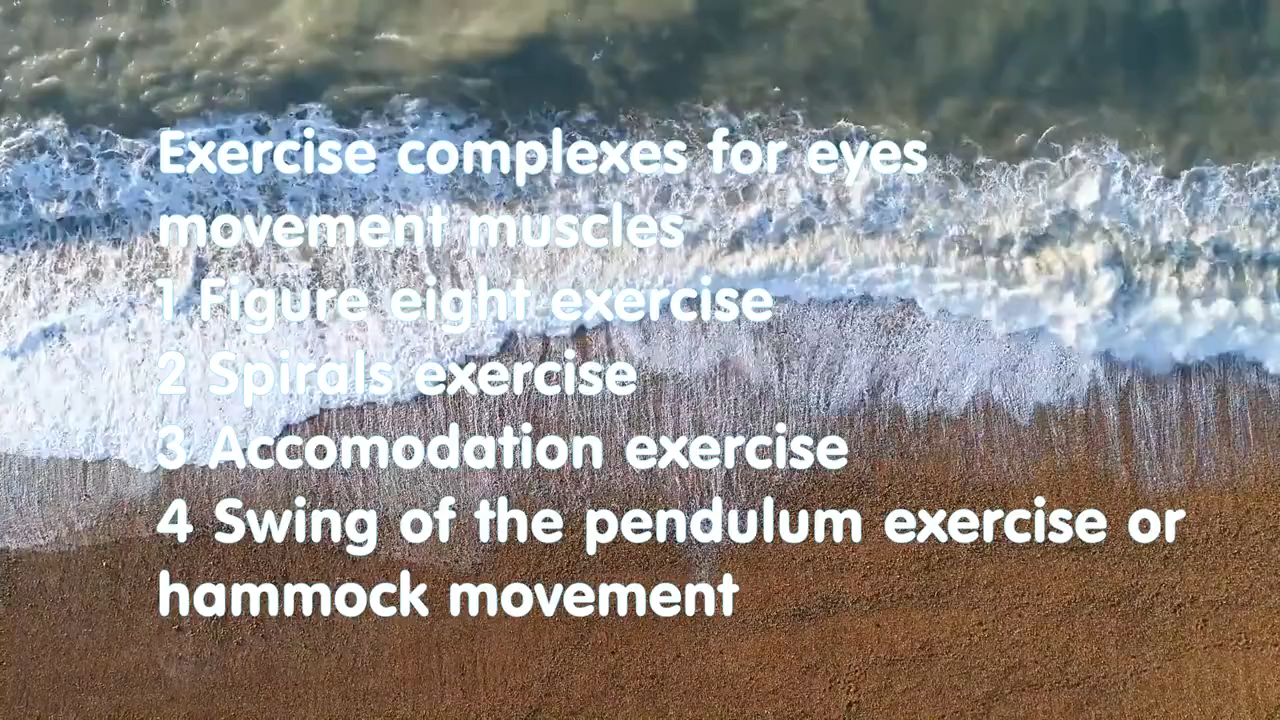 Exercise complexes for eyes
movement muscles
1 Figure eight exercise
2 Spirals exercise
3 Accomodation exercise
4 Swing of the pendulum exercise or
hammock movement